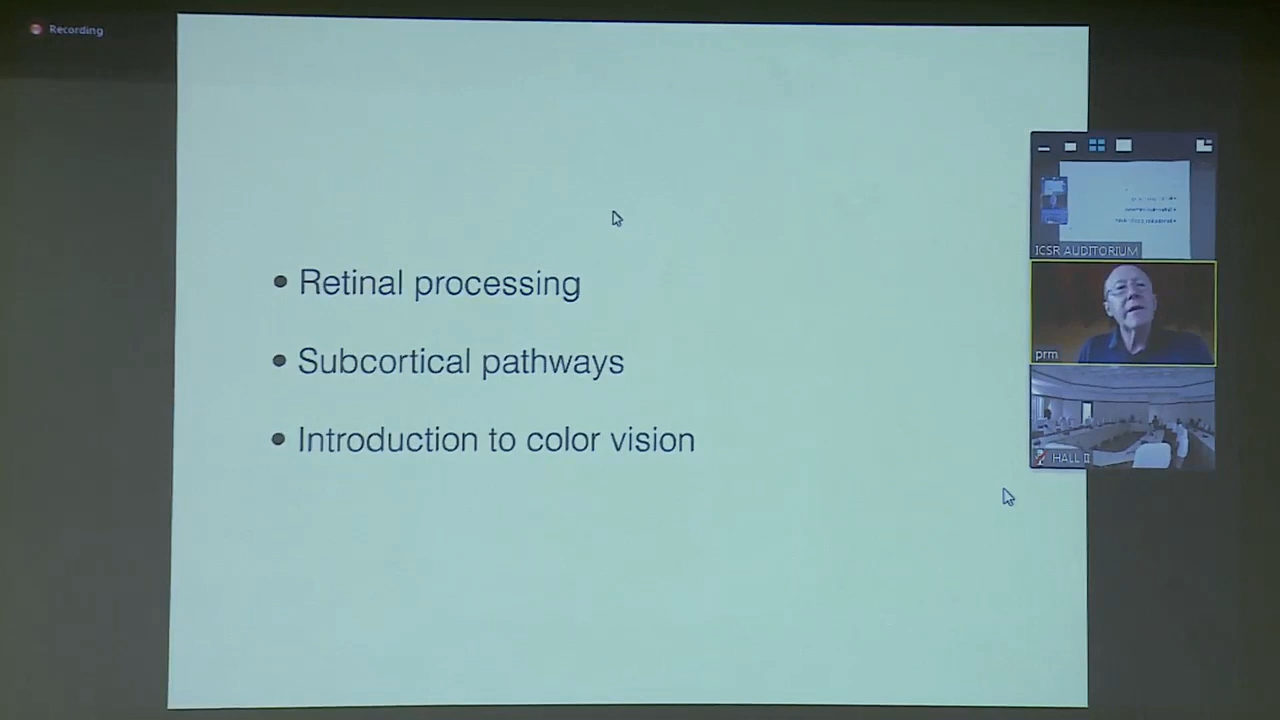 Recording
• Retinal processing
• Subcortical pathways
• Introduction to color vision
ICSR AUDITORIUM
prm
HALL II